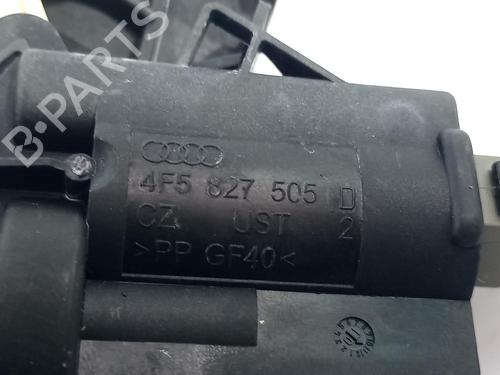 B-PARTS
4F5 827 505 D
CZ UST 2
>PP GF40<